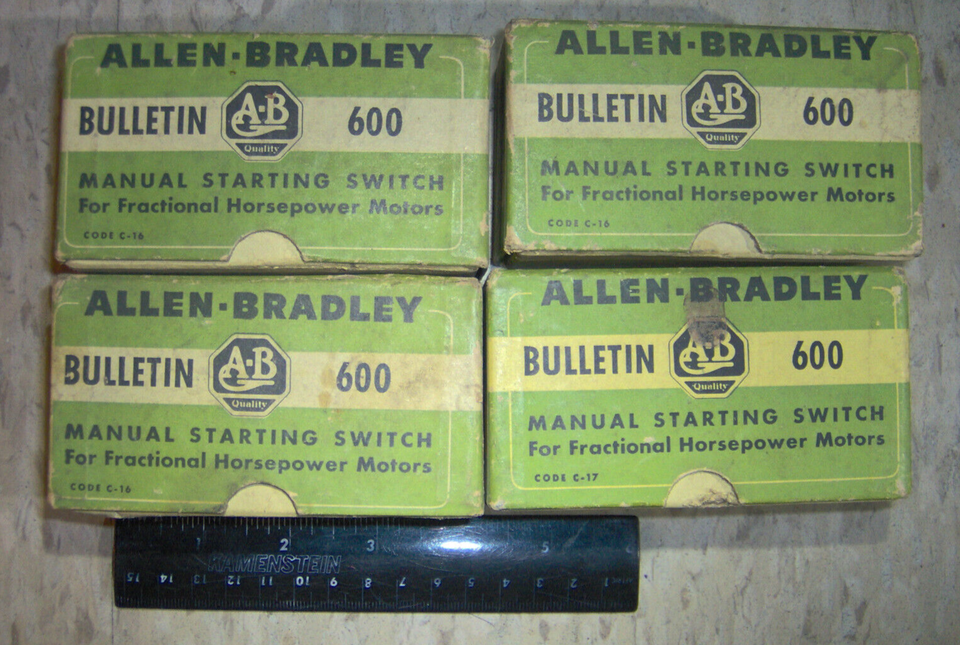 ALLEN-BRADLEY
BULLETIN A-B Quality 600
MANUAL STARTING SWITCH
For Fractional Horsepower Motors
CODE C-16
ALLEN-BRADLEY
BULLETIN A-B Quality 600
MANUAL STARTING SWITCH
For Fractional Horsepower Motors
CODE C-16
ALLEN-BRADLEY
BULLETIN A-B Quality 600
MANUAL STARTING SWITCH
For Fractional Horsepower Motors
CODE C-16
ALLEN-BRADLEY
BULLETIN A-B Quality 600
MANUAL STARTING SWITCH
For Fractional Horsepower Motors
CODE C-17
1 2 3 5
RAMENSTEIN
15 14 13 12 11 10 9 8 7 6 5 4 3 2 1